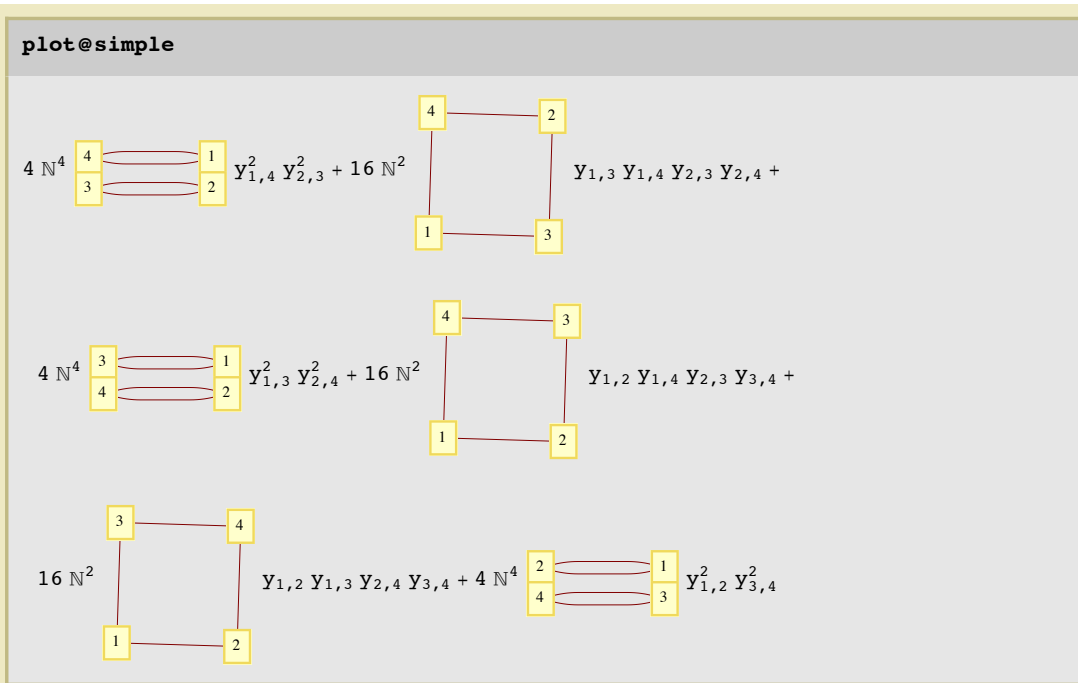 plot@simple
4 ℕ⁴ 4 1 3 2 y²₁,₄ y²₂,₃ + 16 ℕ² 4 2 1 3 y₁,₃ y₁,₄ y₂,₃ y₂,₄ +
4 ℕ⁴ 3 1 4 2 y²₁,₃ y²₂,₄ + 16 ℕ² 4 3 1 2 y₁,₂ y₁,₄ y₂,₃ y₃,₄ +
16 ℕ² 3 4 1 2 y₁,₂ y₁,₃ y₂,₄ y₃,₄ + 4 ℕ⁴ 2 1 4 3 y²₁,₂ y²₃,₄